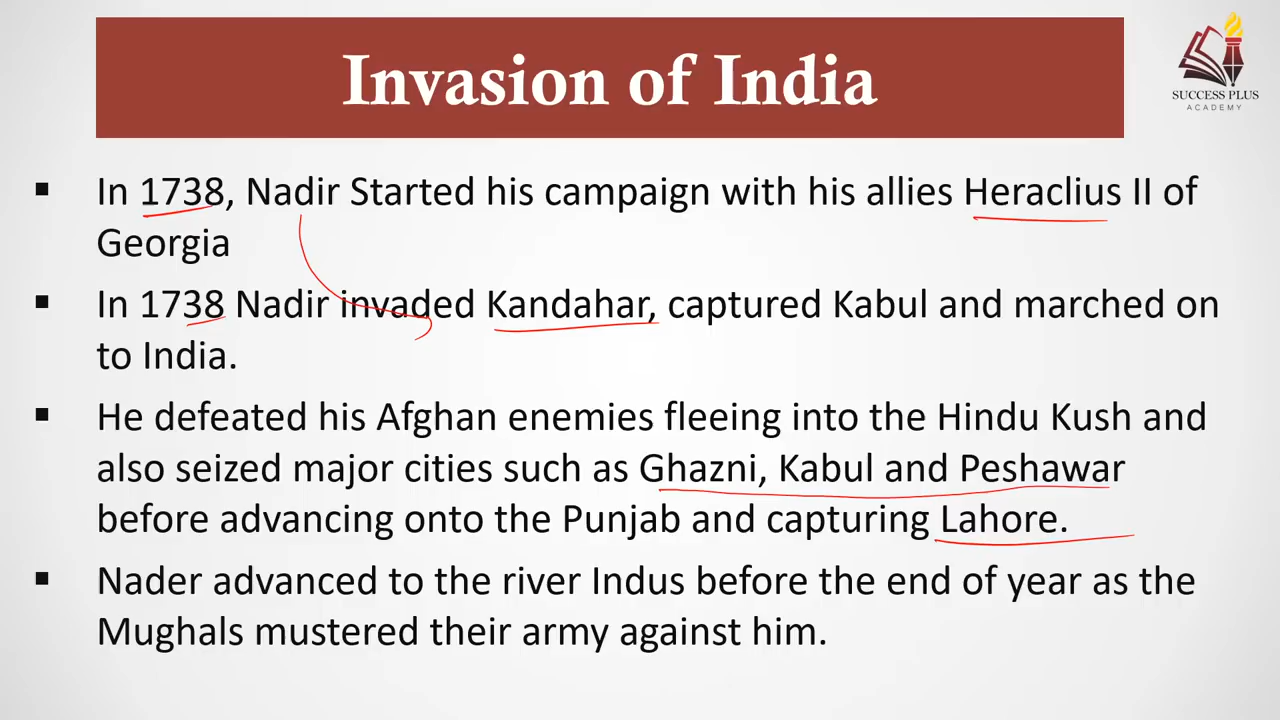 Invasion of India
SUCCESS PLUS
ACADEMY
▪ In 1738, Nadir Started his campaign with his allies Heraclius II of
Georgia
▪ In 1738 Nadir invaded Kandahar, captured Kabul and marched on
to India.
▪ He defeated his Afghan enemies fleeing into the Hindu Kush and
also seized major cities such as Ghazni, Kabul and Peshawar
before advancing onto the Punjab and capturing Lahore.
▪ Nader advanced to the river Indus before the end of year as the
Mughals mustered their army against him.